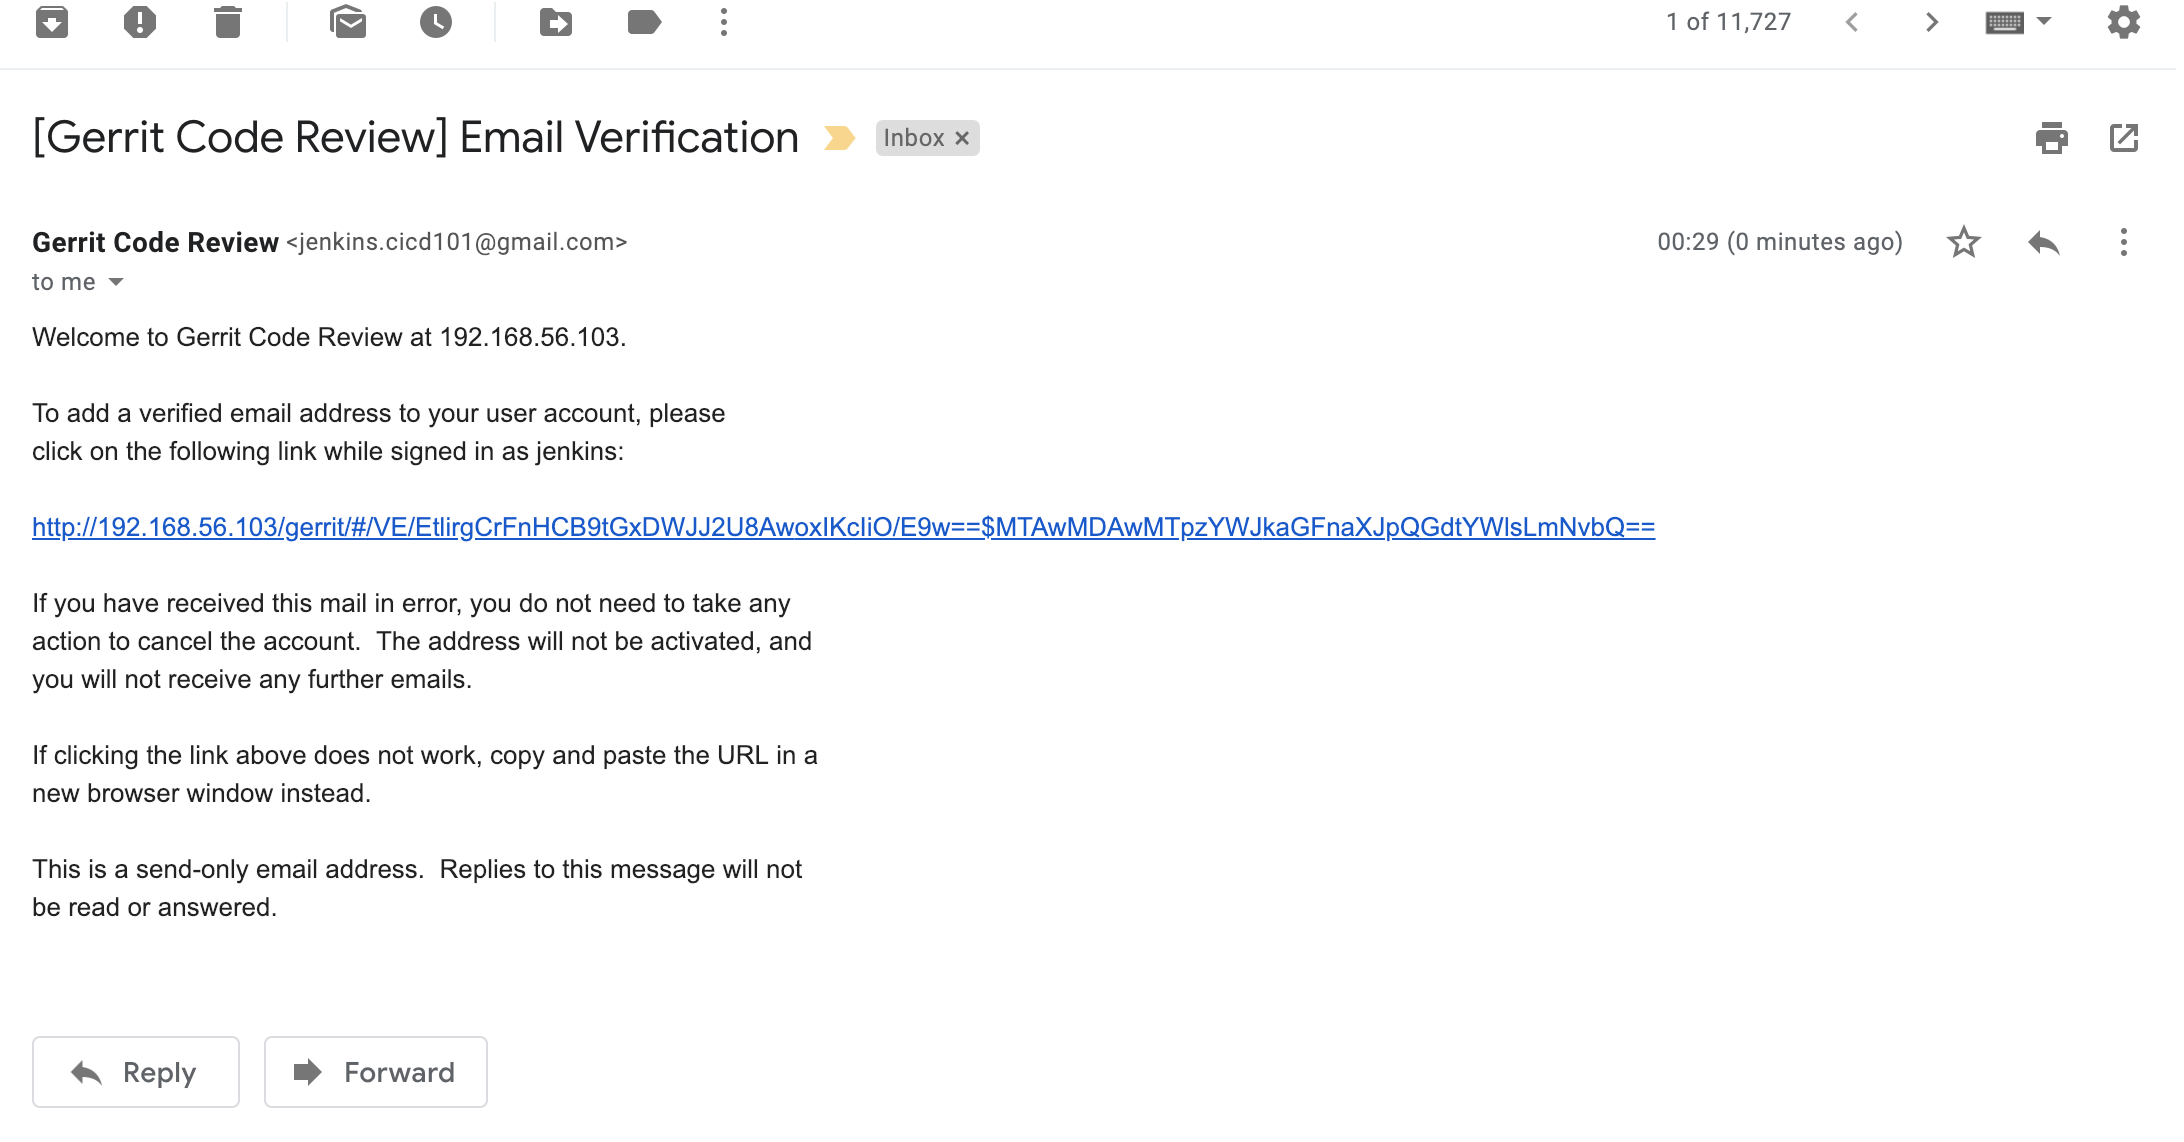 1 of 11,727
[Gerrit Code Review] Email Verification Inbox ×
Gerrit Code Review <jenkins.cicd101@gmail.com> 00:29 (0 minutes ago)
to me
Welcome to Gerrit Code Review at 192.168.56.103.
To add a verified email address to your user account, please
click on the following link while signed in as jenkins:
http://192.168.56.103/gerrit/#/VE/EtlirgCrFnHCB9tGxDWJJ2U8AwoxIKcIiO/E9w==$MTAwMDAwMTpzYWJkaGFnaXJpQGdtYWlsLmNvbQ==
If you have received this mail in error, you do not need to take any
action to cancel the account.  The address will not be activated, and
you will not receive any further emails.
If clicking the link above does not work, copy and paste the URL in a
new browser window instead.
This is a send-only email address.  Replies to this message will not
be read or answered.
Reply Forward